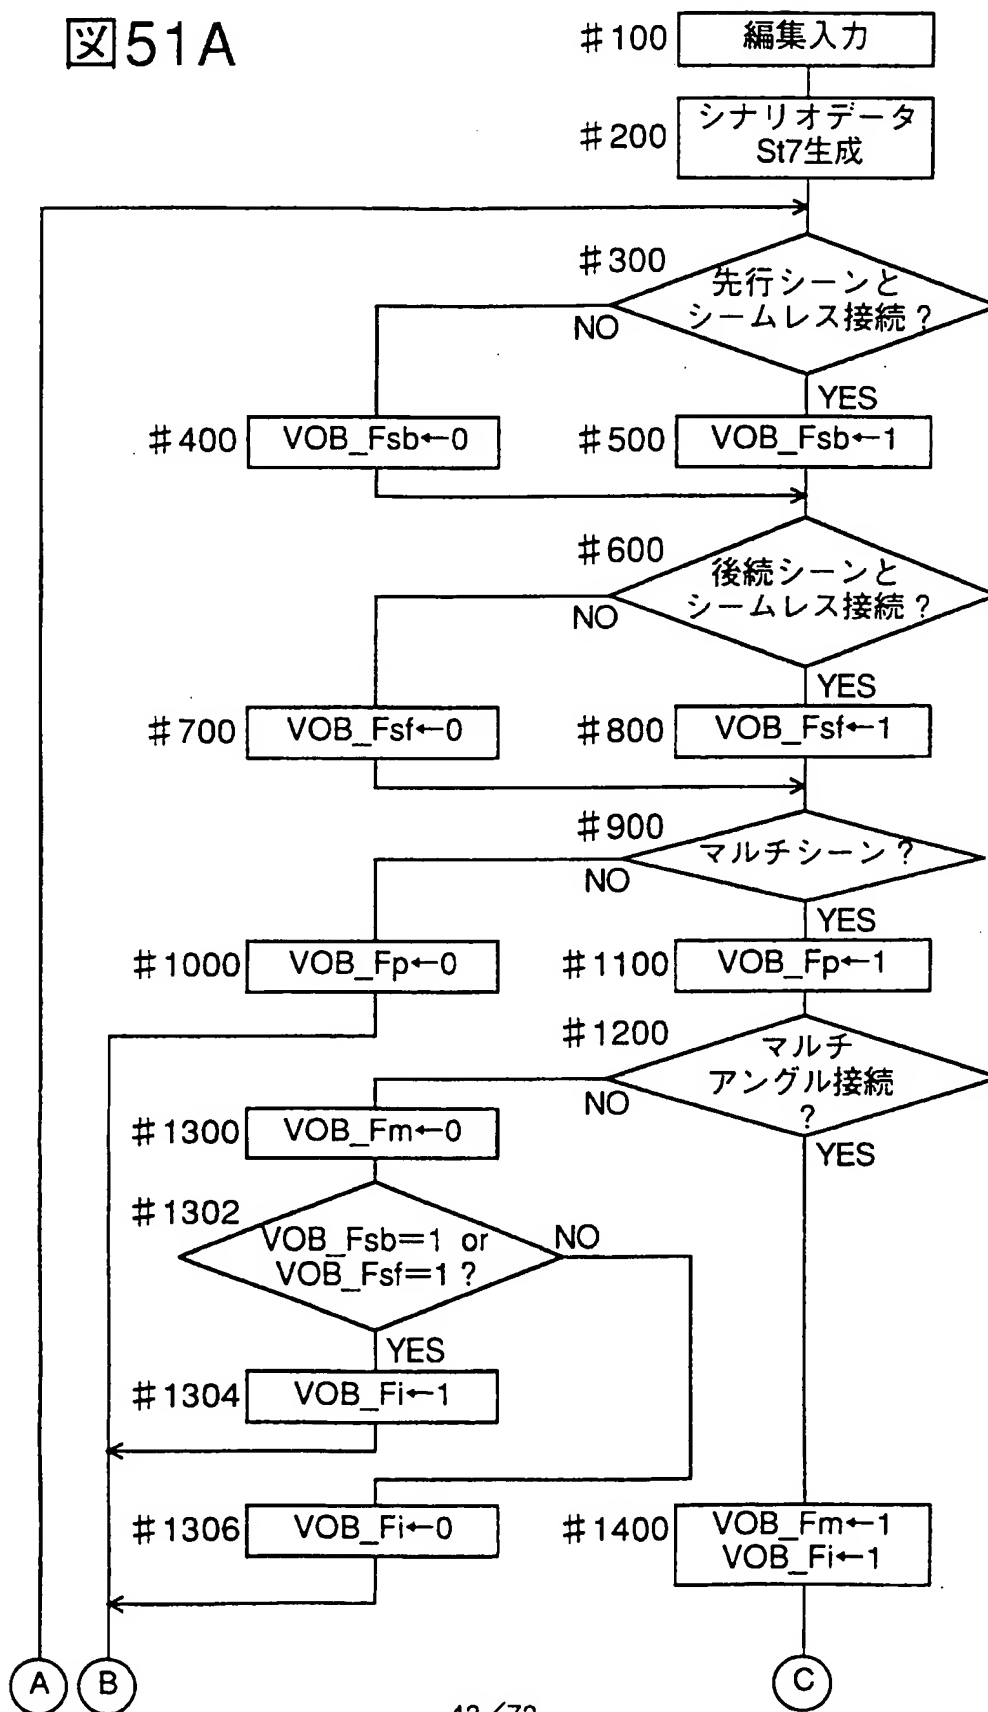 図51A
#100 編集入力
#200 シナリオデータ
St7生成
#300 先行シーンと
シームレス接続?
NO
YES
#400 VOB_Fsb←0
#500 VOB_Fsb←1
#600 後続シーンと
シームレス接続?
NO
YES
#700 VOB_Fsf←0
#800 VOB_Fsf←1
#900 マルチシーン?
NO
YES
#1000 VOB_Fp←0
#1100 VOB_Fp←1
#1200 マルチ
アングル接続
?
NO
YES
#1300 VOB_Fm←0
#1302 VOB_Fsb=1 or
VOB_Fsf=1 ?
NO
YES
#1304 VOB_Fi←1
#1306 VOB_Fi←0
#1400 VOB_Fm←1
VOB_Fi←1
A B C